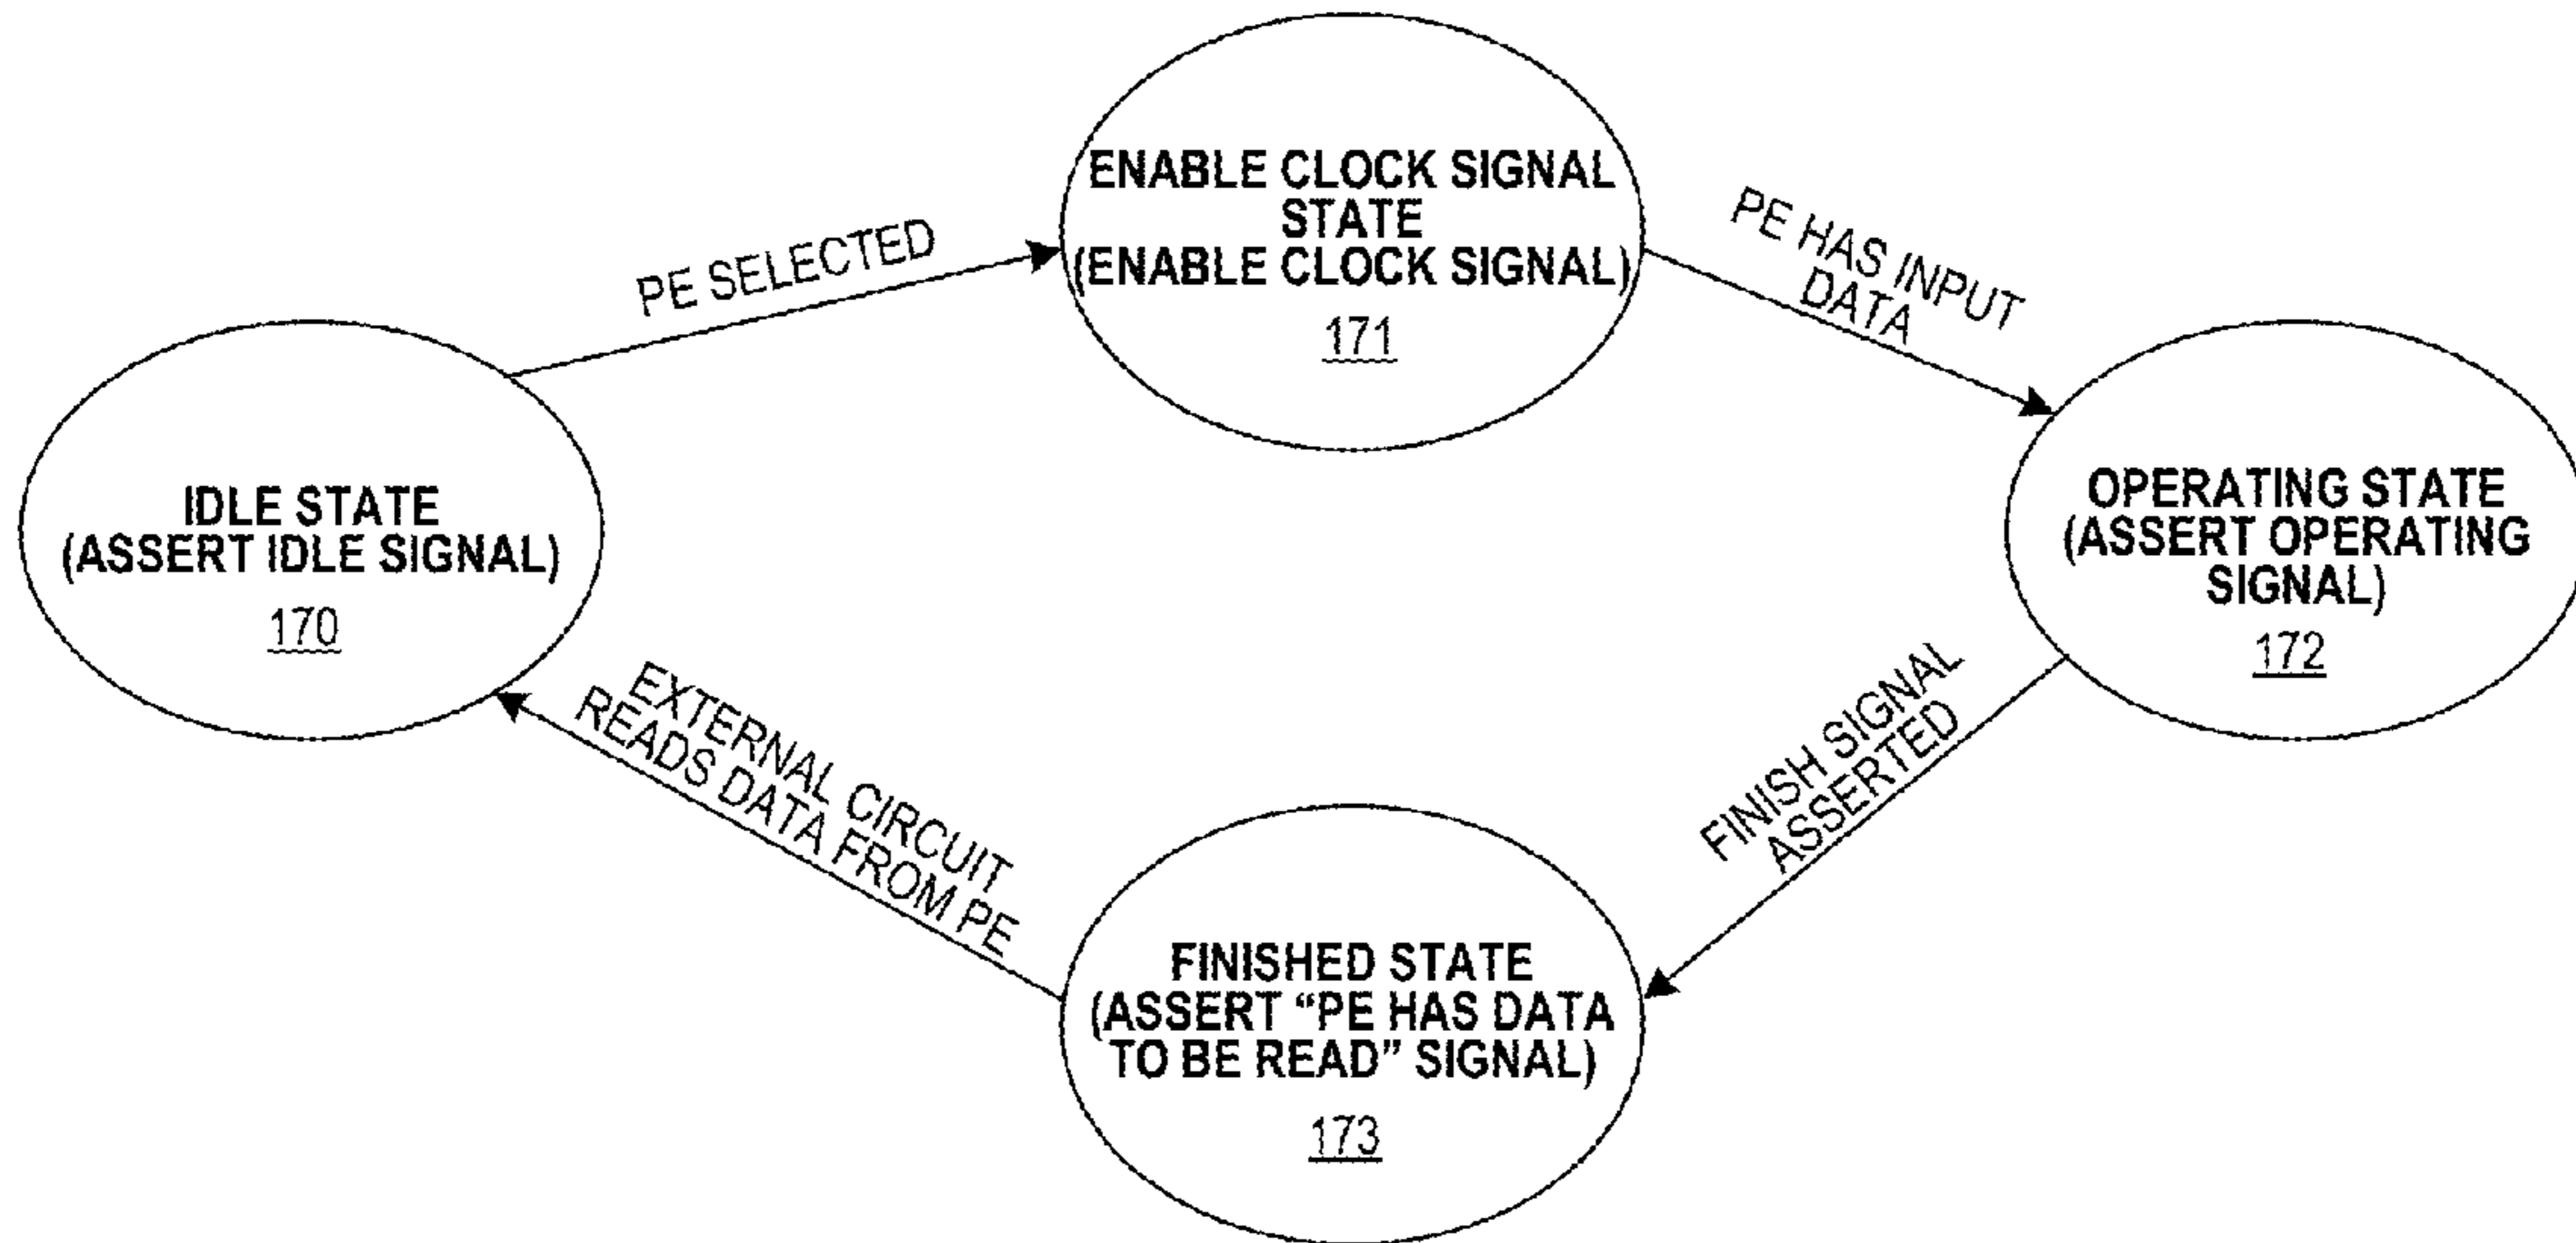 ENABLE CLOCK SIGNAL
STATE
(ENABLE CLOCK SIGNAL)
171
PE SELECTED
PE HAS INPUT
DATA
IDLE STATE
(ASSERT IDLE SIGNAL)
170
OPERATING STATE
(ASSERT OPERATING
SIGNAL)
172
EXTERNAL CIRCUIT
READS DATA FROM PE
FINISH SIGNAL
ASSERTED
FINISHED STATE
(ASSERT “PE HAS DATA
TO BE READ” SIGNAL)
173